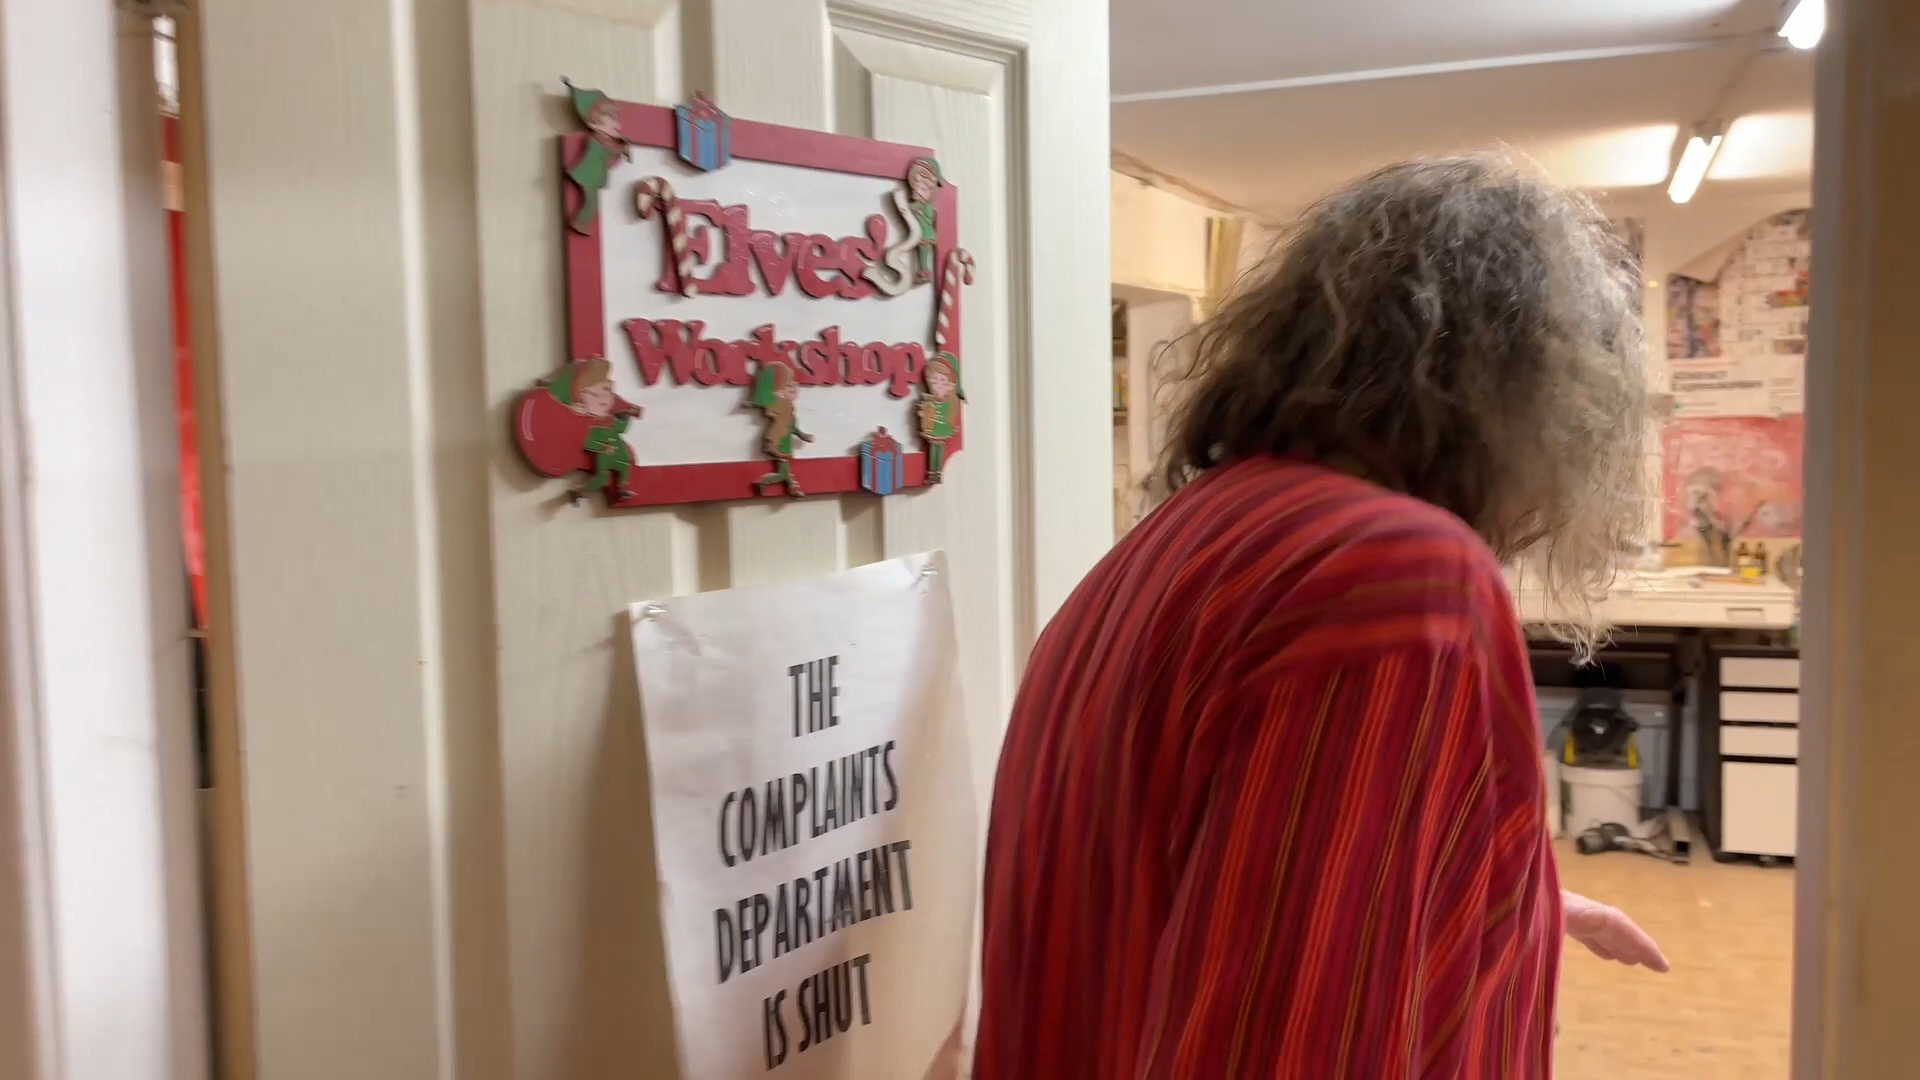 Elves'
Workshop
THE
COMPLAINTS
DEPARTMENT
IS SHUT